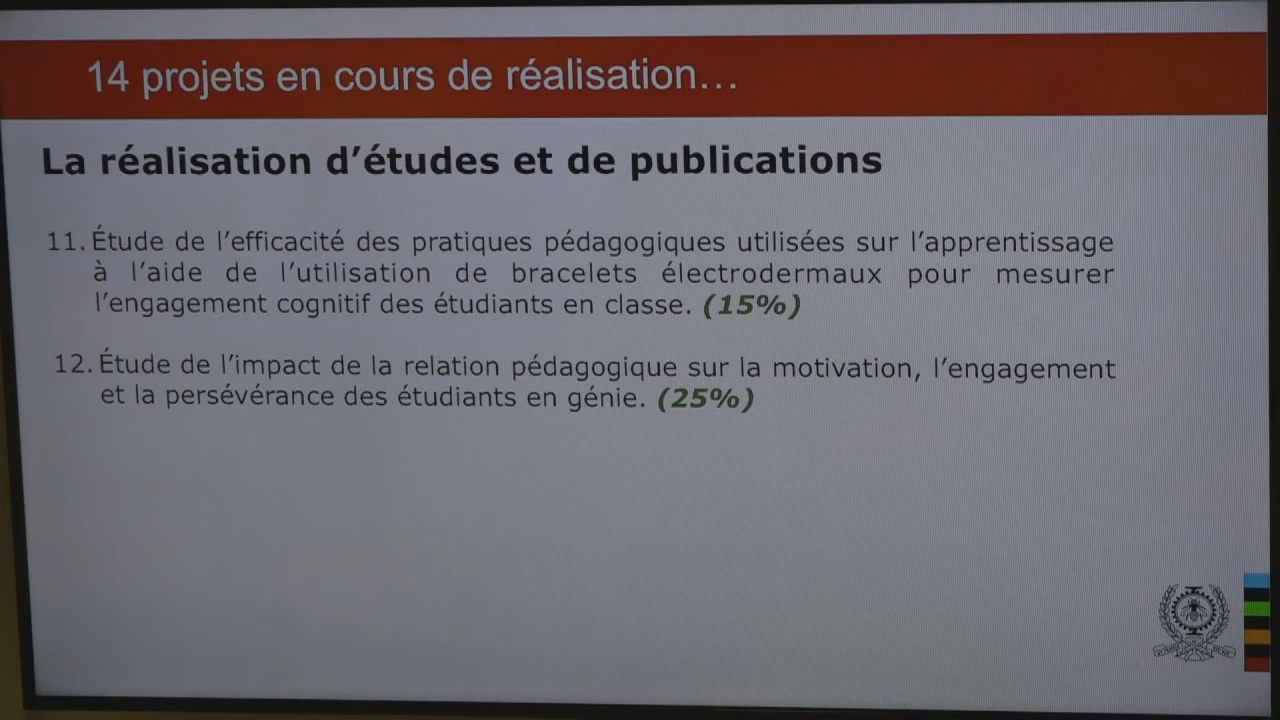 14 projets en cours de réalisation…
La réalisation d’études et de publications
11. Étude de l’efficacité des pratiques pédagogiques utilisées sur l’apprentissage
à l’aide de l’utilisation de bracelets électrodermaux pour mesurer
l’engagement cognitif des étudiants en classe. (15%)
12. Étude de l’impact de la relation pédagogique sur la motivation, l’engagement
et la persévérance des étudiants en génie. (25%)